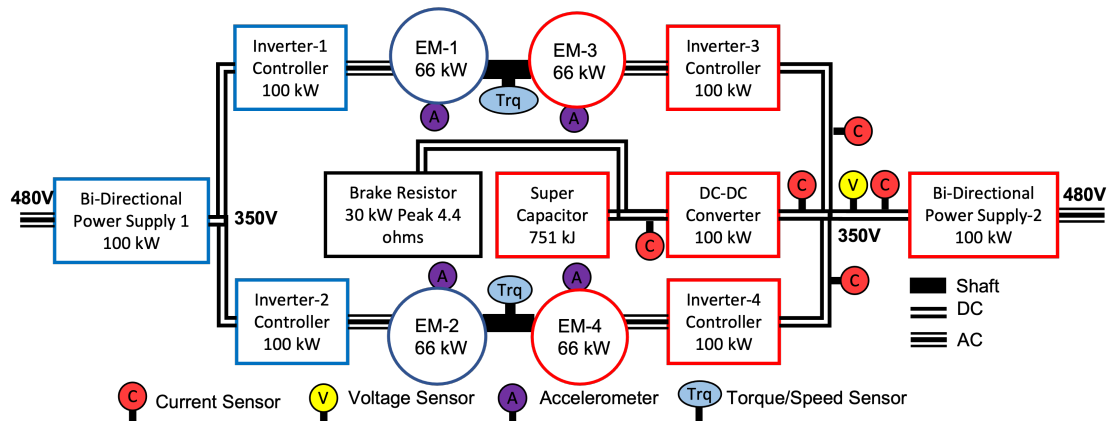 Inverter-1
Controller
100 kW
EM-1
66 kW
Trq
EM-3
66 kW
Inverter-3
Controller
100 kW
A
A
C
480V
Bi-Directional
Power Supply 1
100 kW
350V
Brake Resistor
30 kW Peak 4.4
ohms
Super
Capacitor
751 kJ
C
DC-DC
Converter
100 kW
C
V
C
350V
Bi-Directional
Power Supply-2
100 kW
480V
Inverter-2
Controller
100 kW
A
EM-2
66 kW
Trq
A
EM-4
66 kW
Inverter-4
Controller
100 kW
C
Shaft
DC
AC
C Current Sensor
V Voltage Sensor
A Accelerometer
Trq Torque/Speed Sensor